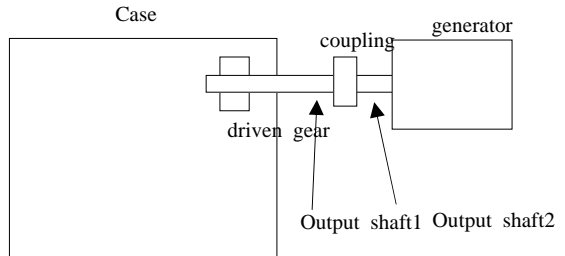 Case
generator
coupling
driven gear
Output shaft1 Output shaft2